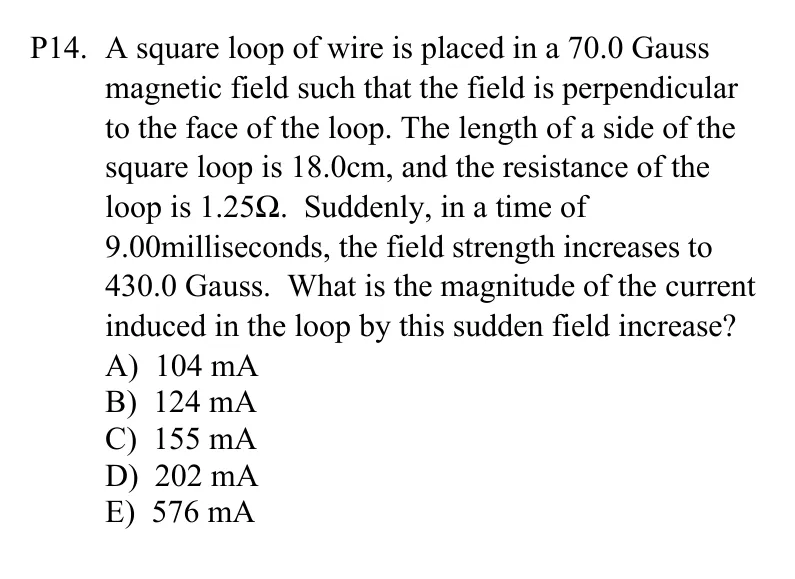 P14. A square loop of wire is placed in a 70.0 Gauss
magnetic field such that the field is perpendicular
to the face of the loop. The length of a side of the
square loop is 18.0cm, and the resistance of the
loop is 1.25Ω. Suddenly, in a time of
9.00milliseconds, the field strength increases to
430.0 Gauss. What is the magnitude of the current
induced in the loop by this sudden field increase?
A) 104 mA
B) 124 mA
C) 155 mA
D) 202 mA
E) 576 mA